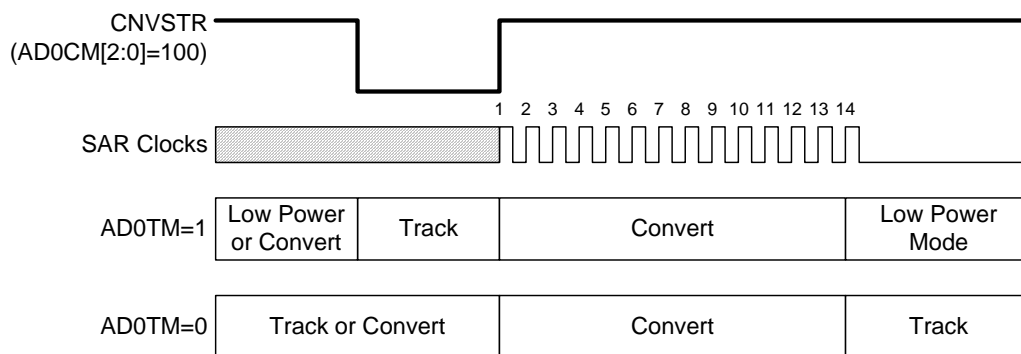 CNVSTR
(AD0CM[2:0]=100)
1 2 3 4 5 6 7 8 9 10 11 12 13 14
SAR Clocks
AD0TM=1
Low Power
or Convert
Track
Convert
Low Power
Mode
AD0TM=0
Track or Convert
Convert
Track